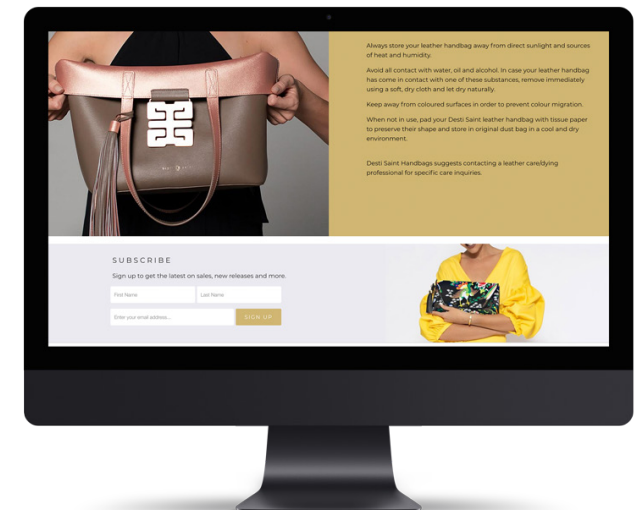 Always store your leather handbag away from direct sunlight and sources
of heat and humidity.
Avoid all contact with water, oil and alcohol. In case your leather handbag
has come in contact with one of these substances, remove immediately
using a soft, dry cloth and let dry naturally.
Keep away from coloured surfaces in order to prevent colour migration.
When not in use, pad your Desti Saint leather handbag with tissue paper
to preserve their shape and store in original dust bag in a cool and dry
environment.
Desti Saint Handbags suggests contacting a leather care/dying
professional for specific care inquiries.
SUBSCRIBE
Sign up to get the latest on sales, new releases and more.
First Name Last Name
Enter your email address... SIGN UP